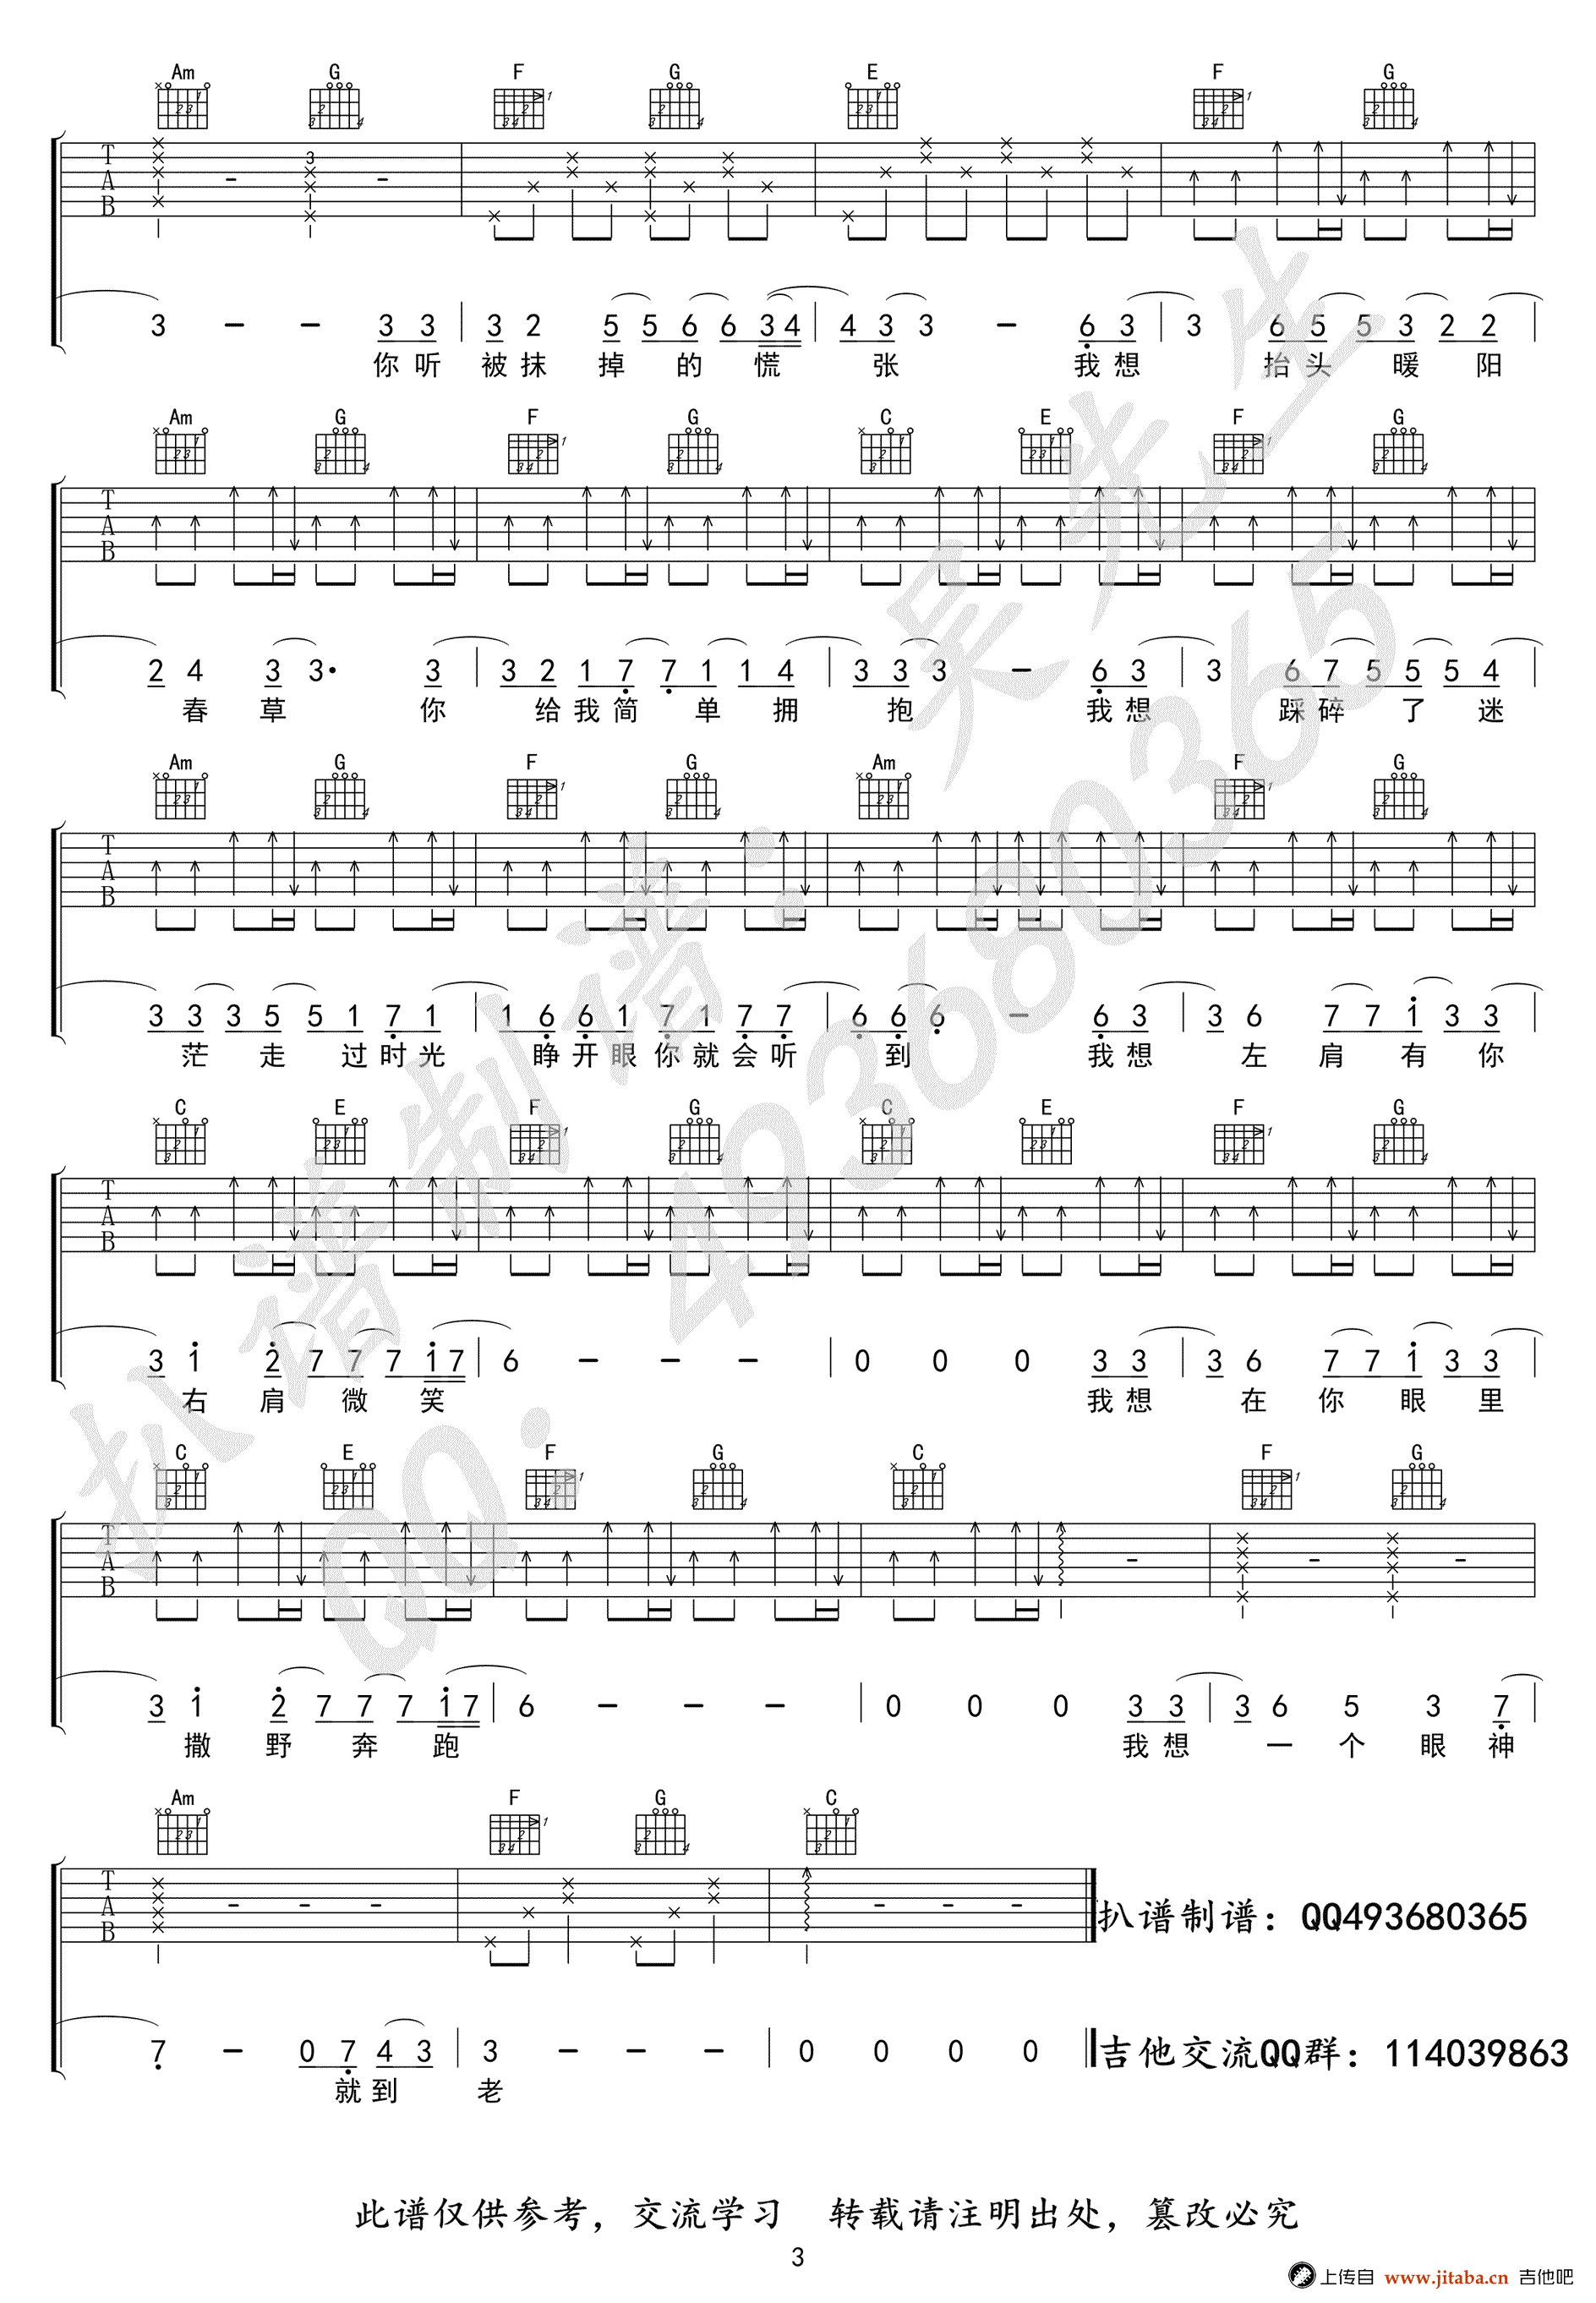 Am G F G E F G
3 - - 3 3 | 3 2 5 5 6 6 3 4 | 4 3 3 - 6 3 | 3 6 5 5 3 2 2 |
你听 被抹 掉 的 慌 张 我想 抬头 暖 阳
Am G F G C E F G
2 4 3 3· 3 | 3 2 1 7 7 1 1 4 | 3 3 3 - 6 3 | 3 6 7 5 5 5 4 |
春 草 你 给我简 单 拥 抱 我想 踩碎 了 迷
Am G F G Am F G
3 3 3 5 5 1 7 1 | 1 6 6 1 7 1 7 7 | 6 6 6 - 6 3 | 3 6 7 7 1 3 3 |
茫 走 过时光 睁开眼你就会听 到 我想 左 肩 有 你
C E F G C E F G
3 1 2 7 7 7 1 7 | 6 - - - | 0 0 0 3 3 | 3 6 7 7 1 3 3 |
右 肩 微 笑 我想 在 你 眼 里
C E F G C F G
3 1 2 7 7 7 1 7 | 6 - - - | 0 0 0 3 3 | 3 6 5 3 7 |
撒 野 奔 跑 我想 一 个 眼 神
Am F G C
扒谱制谱：QQ493680365
7 - 0 7 4 3 | 3 - - - | 0 0 0 0
吉他交流QQ群：114039863
就到 老
扒谱制谱：吴先生
QQ：493680365
此谱仅供参考，交流学习 转载请注明出处，篡改必究
3
上传自 www.jitaba.cn 吉他吧